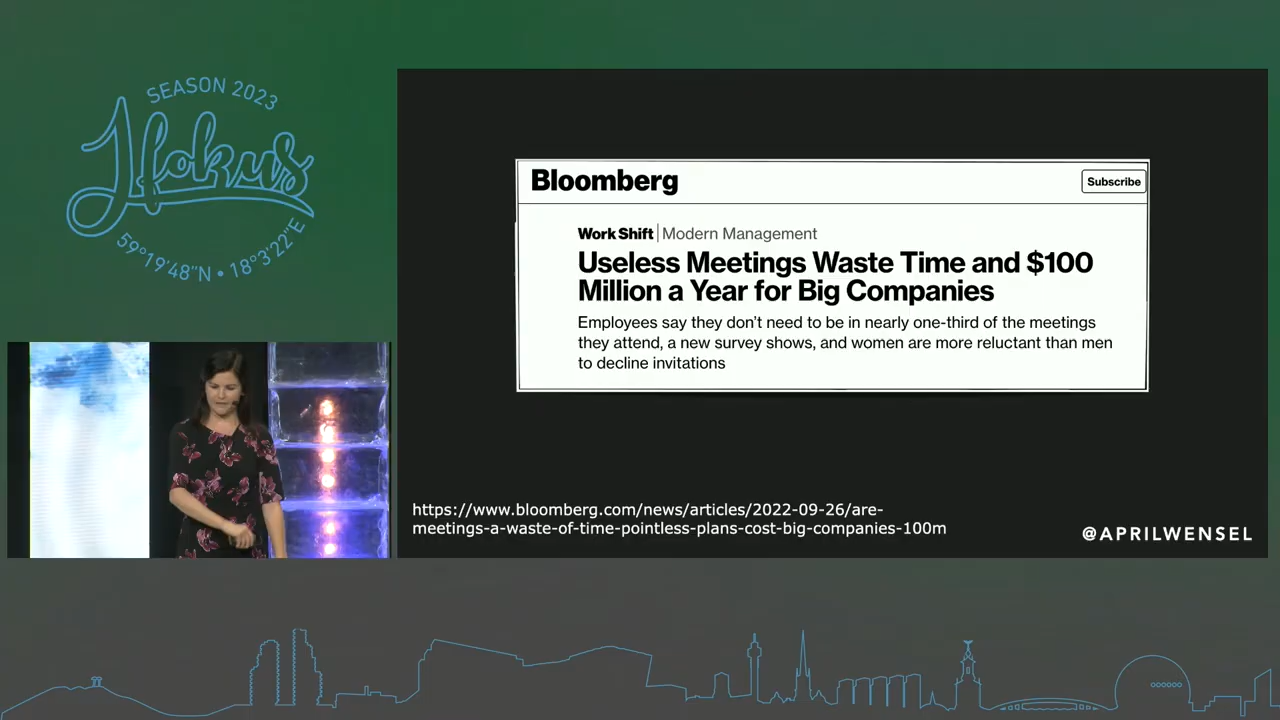 SEASON 2023
Hokus
59°19'48"N • 18°3'22"E
Bloomberg
Subscribe
Work Shift | Modern Management
Useless Meetings Waste Time and $100
Million a Year for Big Companies
Employees say they don’t need to be in nearly one-third of the meetings
they attend, a new survey shows, and women are more reluctant than men
to decline invitations
https://www.bloomberg.com/news/articles/2022-09-26/are-
meetings-a-waste-of-time-pointless-plans-cost-big-companies-100m
@APRILWENSEL